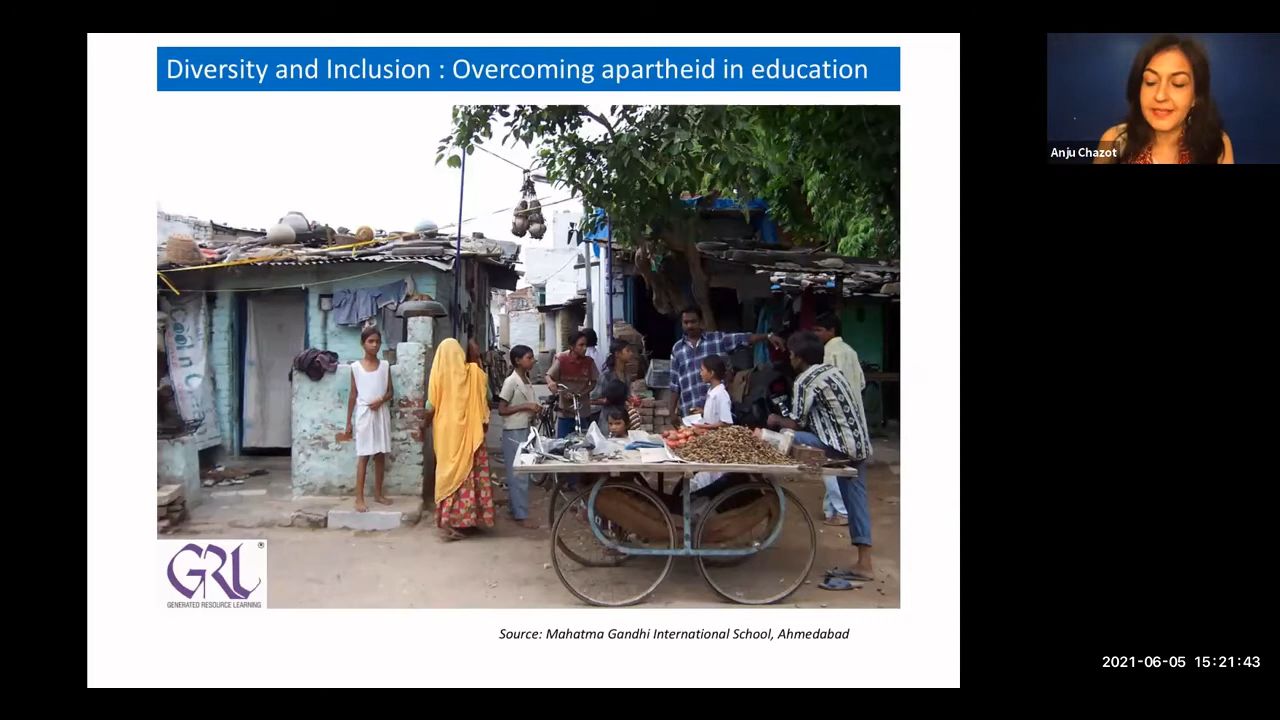 Diversity and Inclusion : Overcoming apartheid in education
Anju Chazot
GRL®
GENERATED RESOURCE LEARNING
Source: Mahatma Gandhi International School, Ahmedabad
2021-06-05 15:21:43